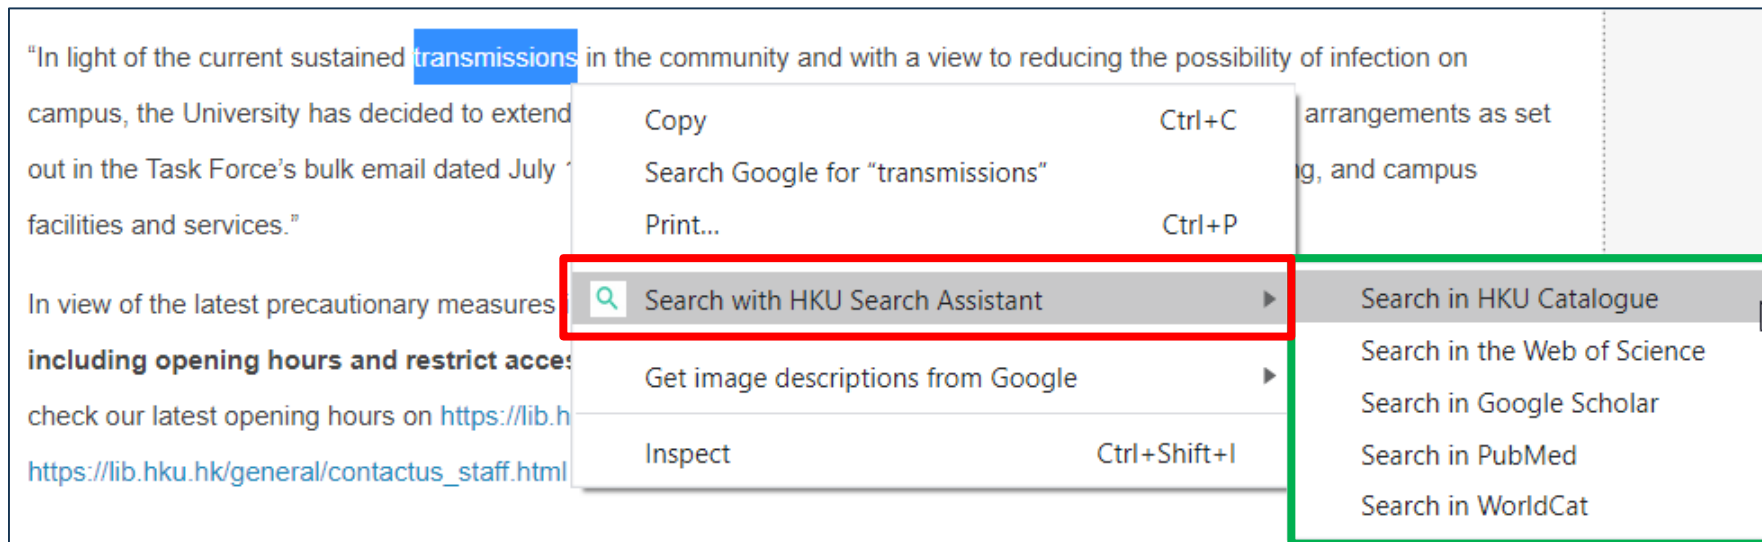 “In light of the current sustained transmissions in the community and with a view to reducing the possibility of infection on
campus, the University has decided to extend arrangements as set
out in the Task Force’s bulk email dated July and campus
facilities and services.”
In view of the latest precautionary measures
including opening hours and restrict
check our latest opening hours on https://lib.h
https://lib.hku.hk/general/contactus_staff.html
Copy Ctrl+C
Search Google for “transmissions”
Print... Ctrl+P
Search with HKU Search Assistant
Get image descriptions from Google
Inspect Ctrl+Shift+I
Search in HKU Catalogue
Search in the Web of Science
Search in Google Scholar
Search in PubMed
Search in WorldCat